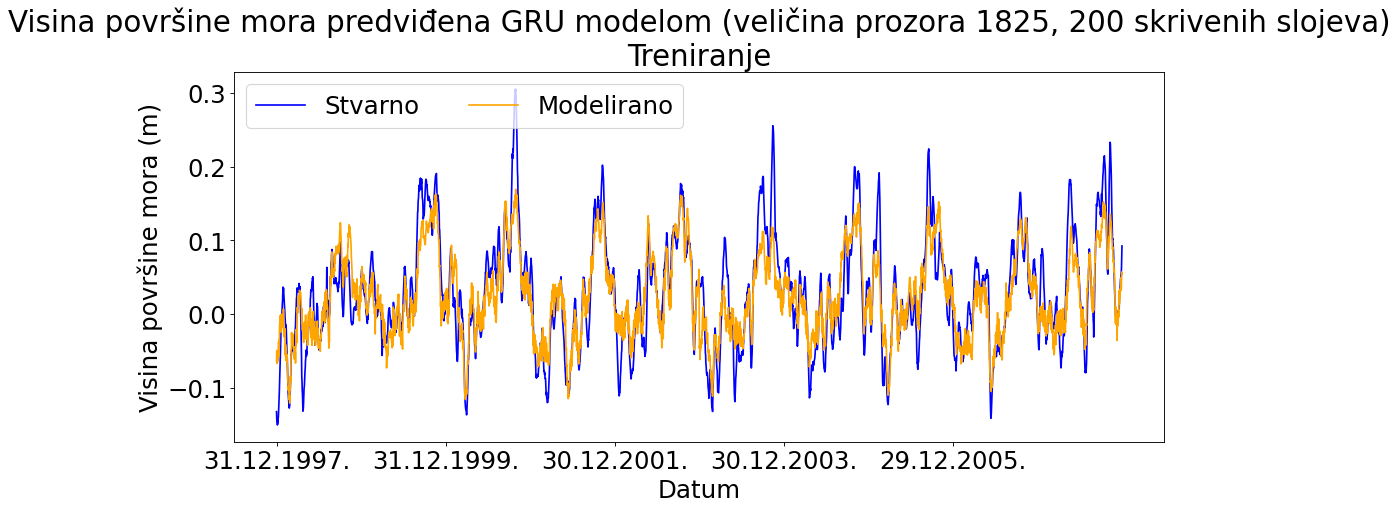 Visina površine mora predviđena GRU modelom (veličina prozora 1825, 200 skrivenih slojeva)
Treniranje
Stvarno Modelirano
Visina površine mora (m)
0.3
0.2
0.1
0.0
−0.1
31.12.1997. 31.12.1999. 30.12.2001. 30.12.2003. 29.12.2005.
Datum